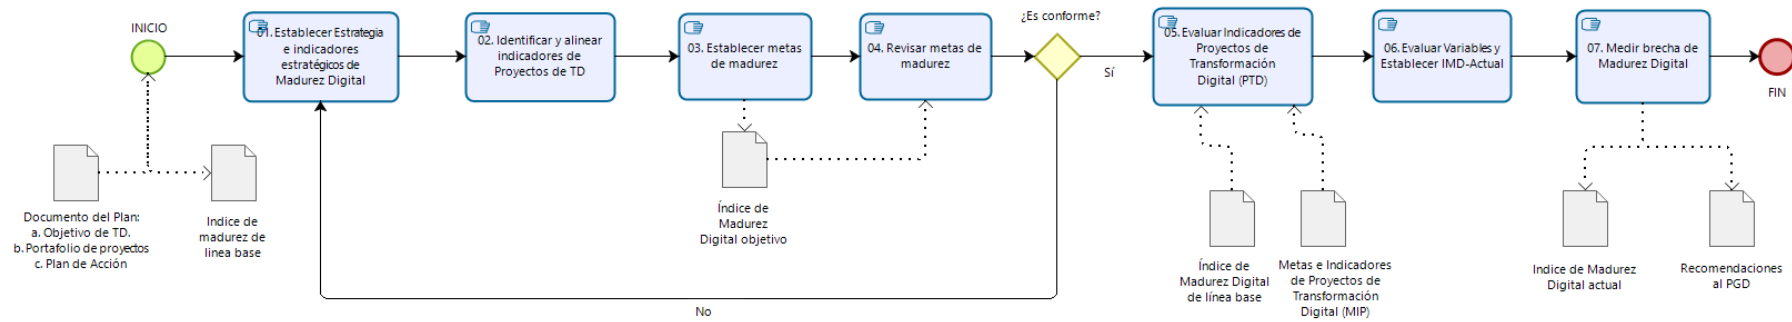 INICIO
01. Establecer Estrategia
e indicadores
estratégicos de
Madurez Digital
02. Identificar y alinear
indicadores de
Proyectos de TD
03. Establecer metas
de madurez
04. Revisar metas de
madurez
¿Es conforme?
Sí
No
05. Evaluar Indicadores de
Proyectos de
Transformación
Digital (PTD)
06. Evaluar Variables y
Establecer IMD-Actual
07. Medir brecha de
Madurez Digital
FIN
Documento del Plan:
a. Objetivo de TD.
b. Portafolio de proyectos
c. Plan de Acción
Indice de
madurez de
linea base
Índice de
Madurez
Digital objetivo
Índice de
Madurez Digital
de línea base
Metas e Indicadores
de Proyectos de
Transformación
Digital (MIP)
Indice de Madurez
Digital actual
Recomendaciones
al PGD